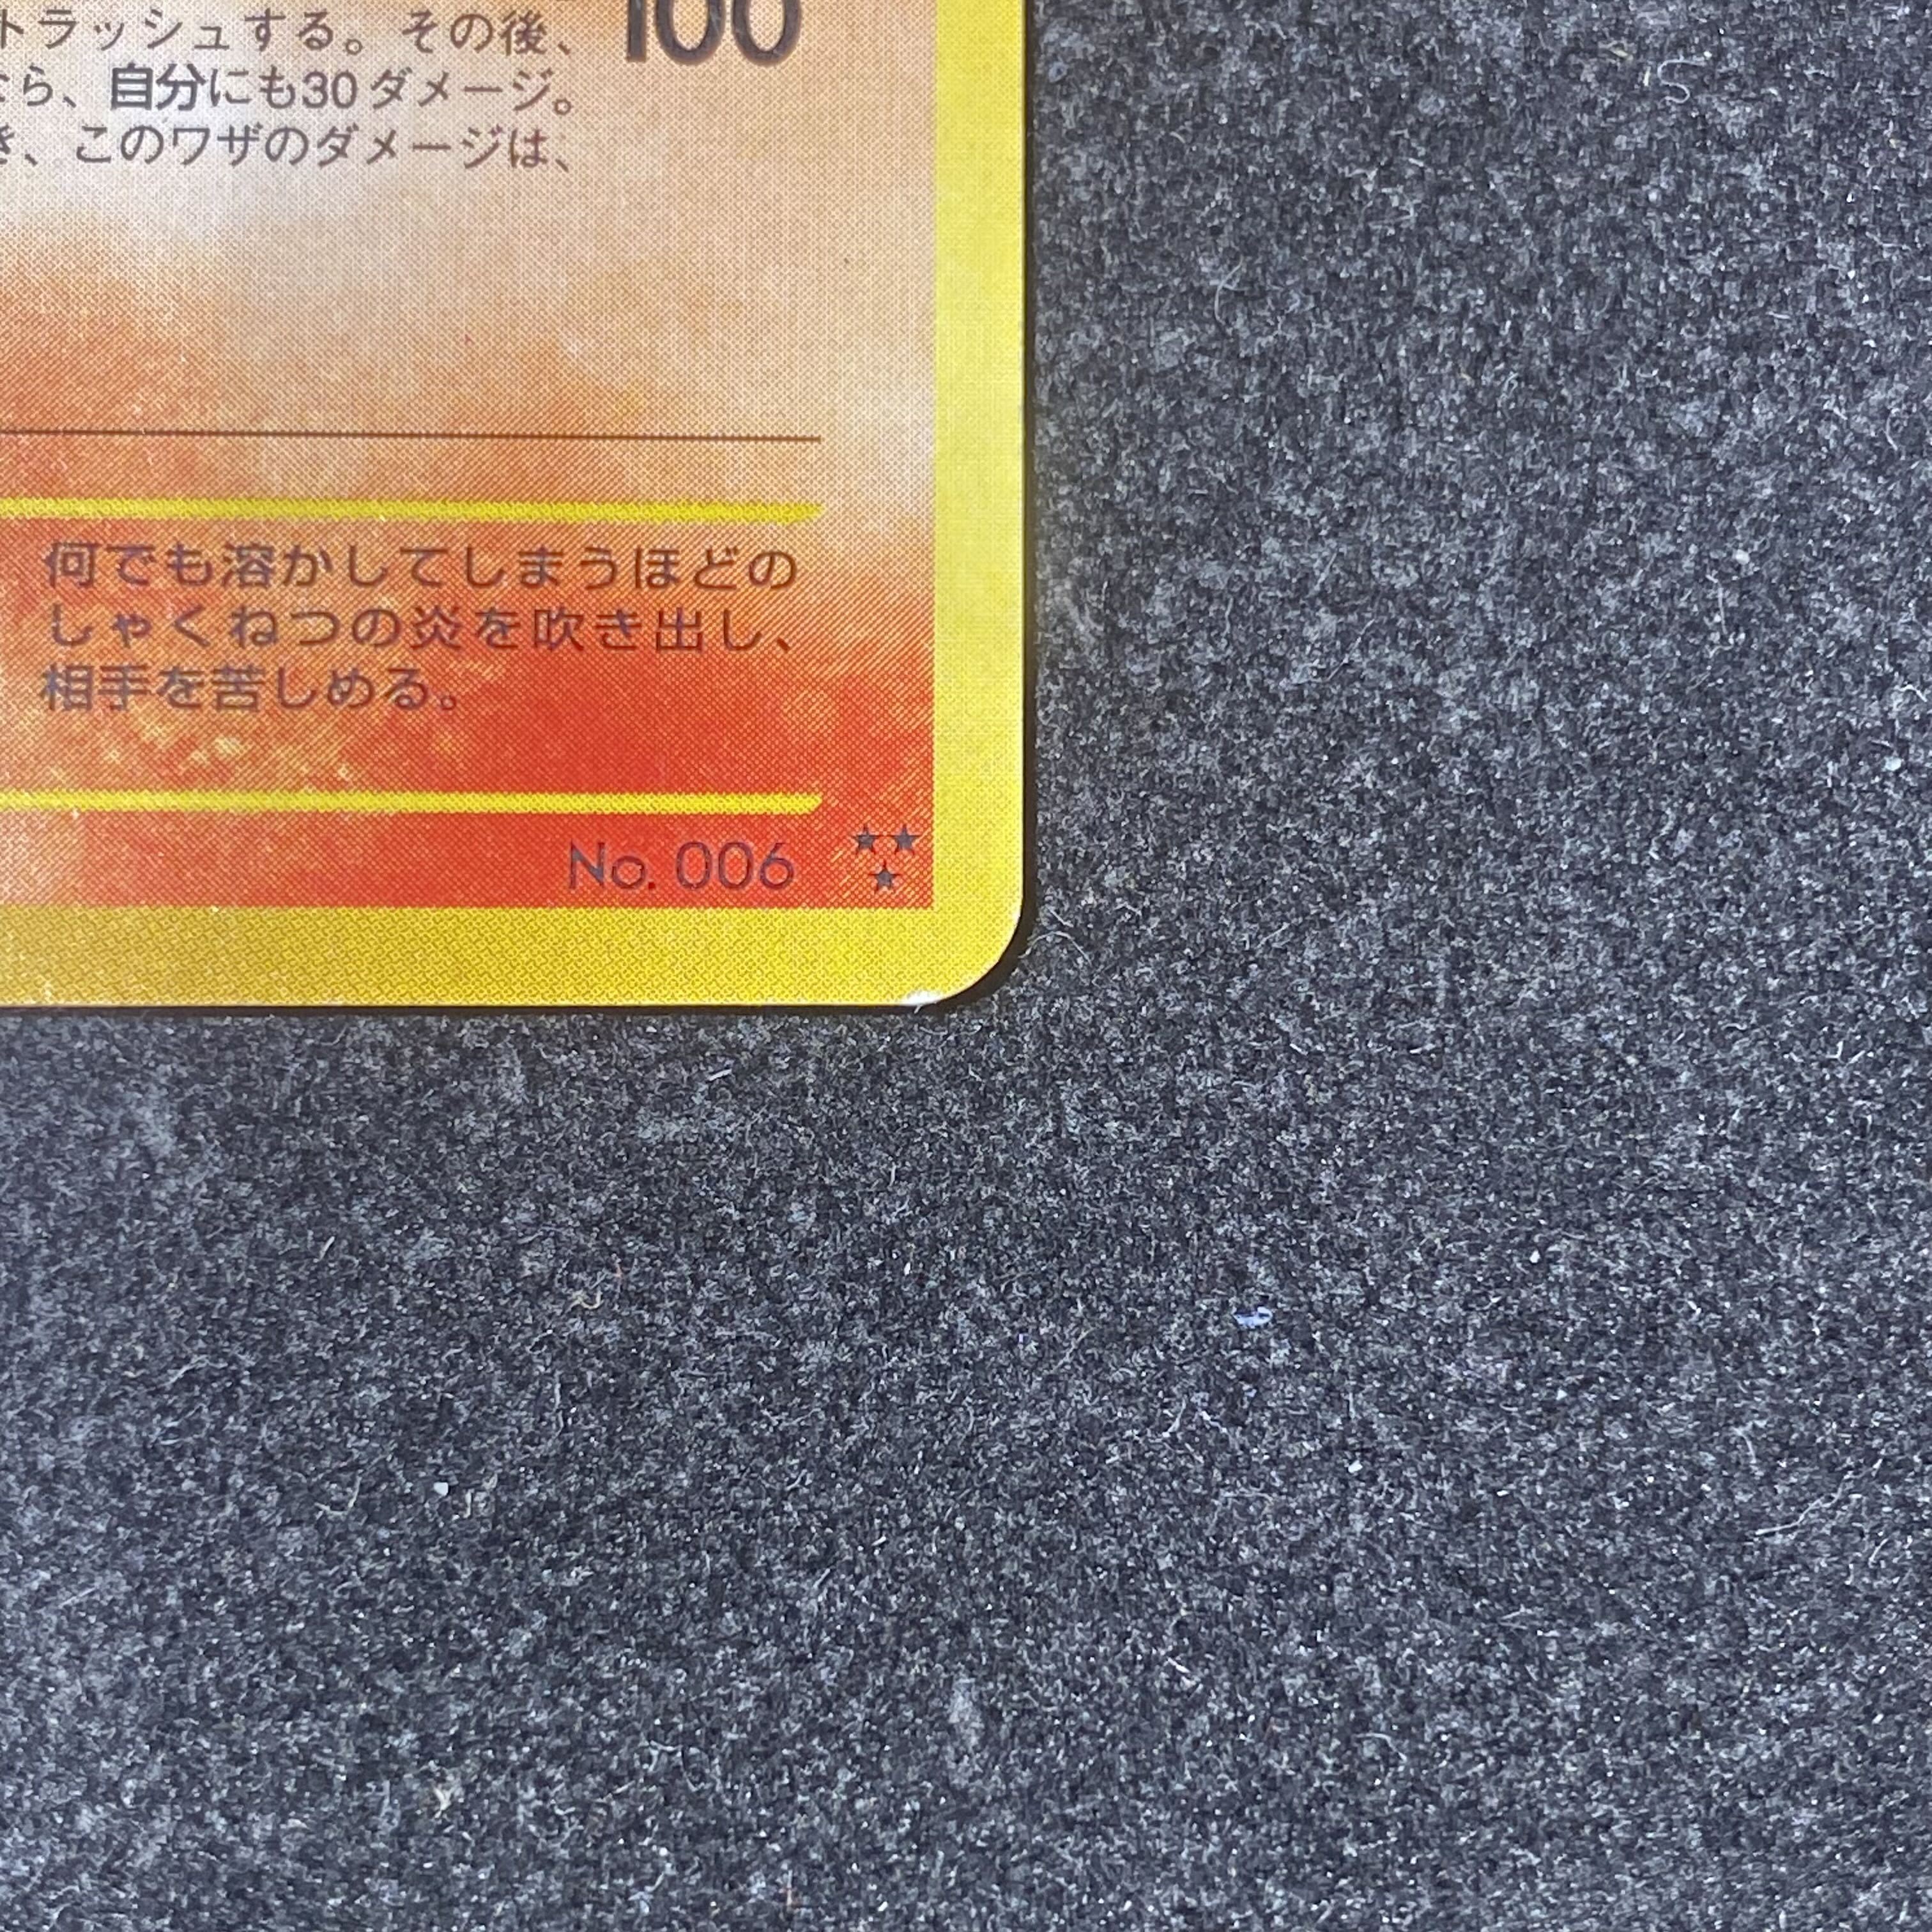 トラッシュする。その後、 100
なら、自分にも30ダメージ。
き、このワザのダメージは、
何でも溶かしてしまうほどの
しゃくねつの炎を吹き出し、
相手を苦しめる。
No. 006 ★★★